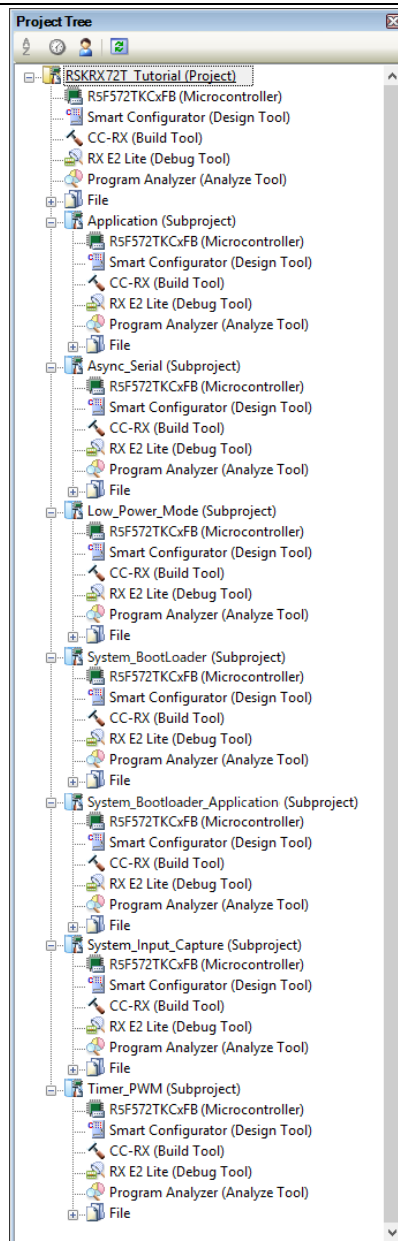 Project Tree
RSKRX72T_Tutorial (Project)
R5F572TKCxFB (Microcontroller)
Smart Configurator (Design Tool)
CC-RX (Build Tool)
RX E2 Lite (Debug Tool)
Program Analyzer (Analyze Tool)
File
Application (Subproject)
R5F572TKCxFB (Microcontroller)
Smart Configurator (Design Tool)
CC-RX (Build Tool)
RX E2 Lite (Debug Tool)
Program Analyzer (Analyze Tool)
File
Async_Serial (Subproject)
R5F572TKCxFB (Microcontroller)
Smart Configurator (Design Tool)
CC-RX (Build Tool)
RX E2 Lite (Debug Tool)
Program Analyzer (Analyze Tool)
File
Low_Power_Mode (Subproject)
R5F572TKCxFB (Microcontroller)
Smart Configurator (Design Tool)
CC-RX (Build Tool)
RX E2 Lite (Debug Tool)
Program Analyzer (Analyze Tool)
File
System_BootLoader (Subproject)
R5F572TKCxFB (Microcontroller)
Smart Configurator (Design Tool)
CC-RX (Build Tool)
RX E2 Lite (Debug Tool)
Program Analyzer (Analyze Tool)
File
System_Bootloader_Application (Subproject)
R5F572TKCxFB (Microcontroller)
Smart Configurator (Design Tool)
CC-RX (Build Tool)
RX E2 Lite (Debug Tool)
Program Analyzer (Analyze Tool)
File
System_Input_Capture (Subproject)
R5F572TKCxFB (Microcontroller)
Smart Configurator (Design Tool)
CC-RX (Build Tool)
RX E2 Lite (Debug Tool)
Program Analyzer (Analyze Tool)
File
Timer_PWM (Subproject)
R5F572TKCxFB (Microcontroller)
Smart Configurator (Design Tool)
CC-RX (Build Tool)
RX E2 Lite (Debug Tool)
Program Analyzer (Analyze Tool)
File